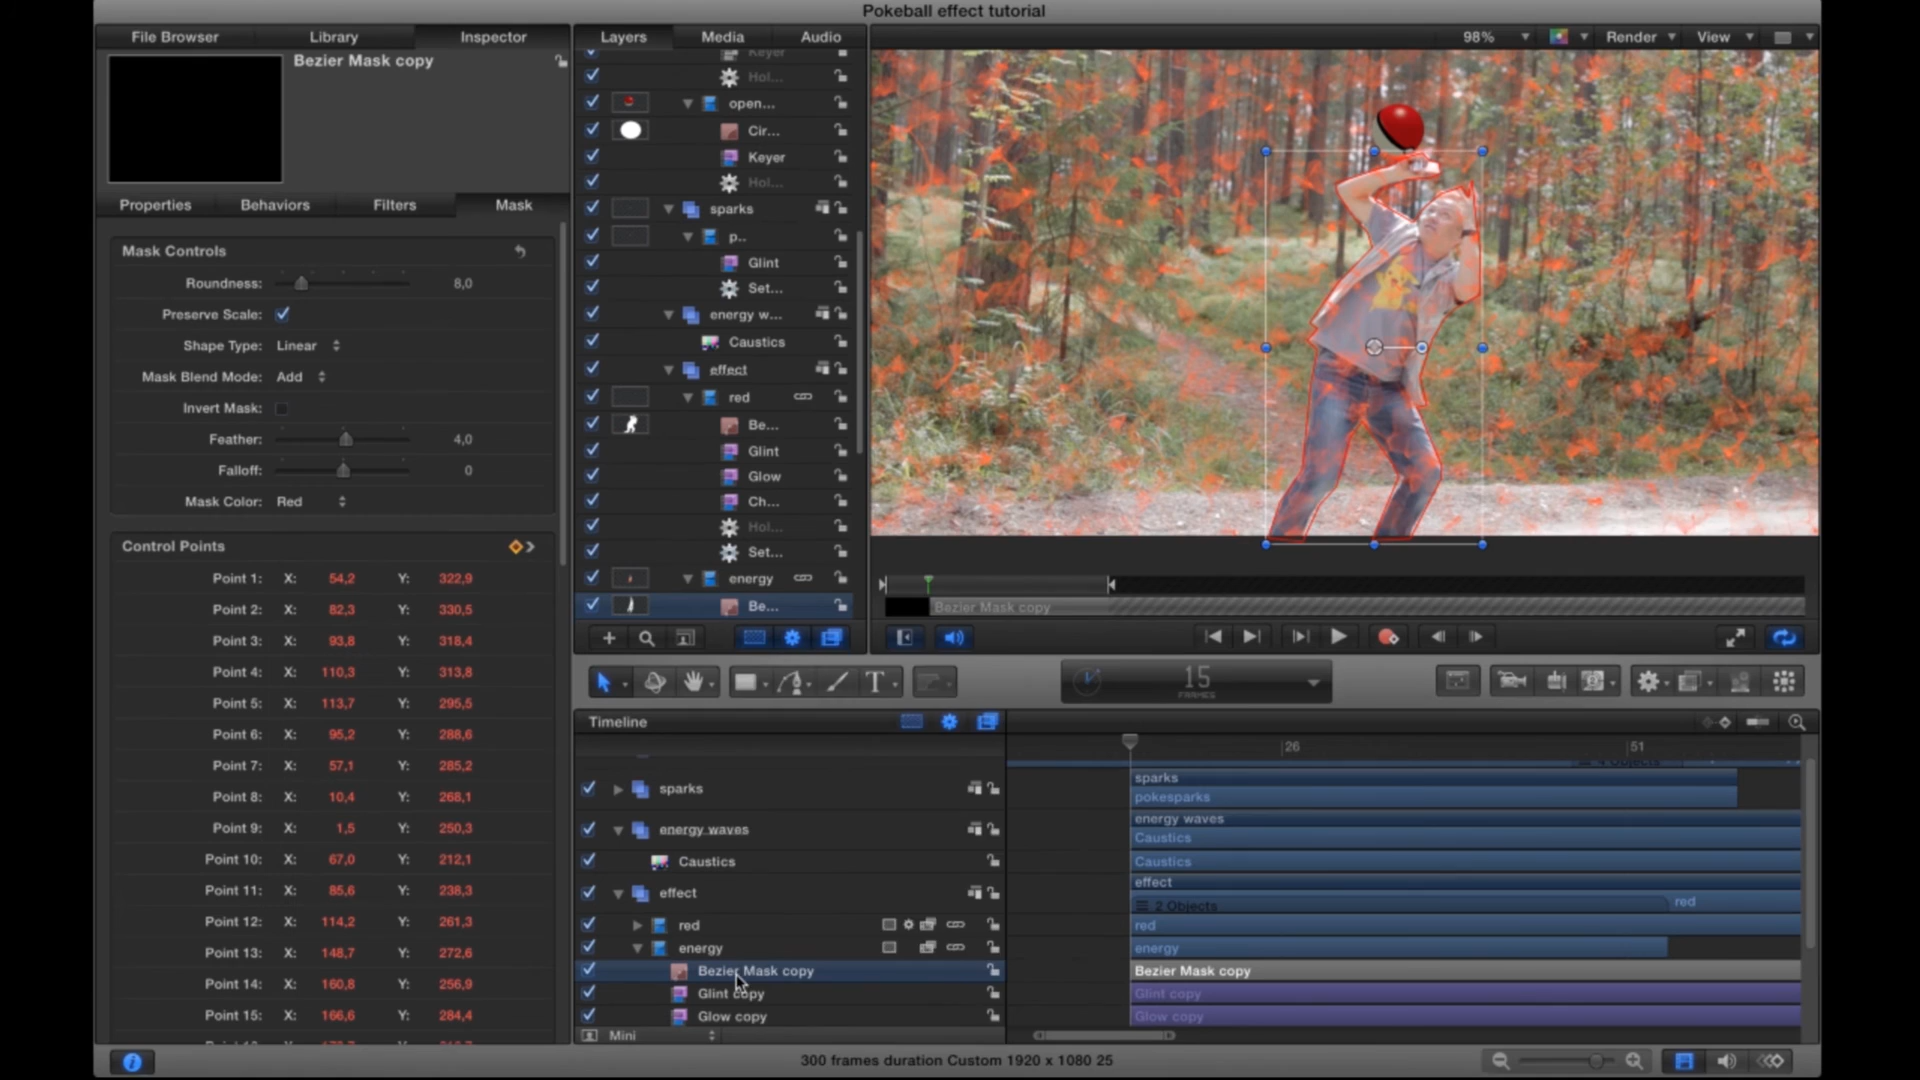 Pokeball effect tutorial
File Browser Library Inspector Layers Media Audio 98% Render View
Bezier Mask copy
Properties Behaviors Filters Mask
Mask Controls
Roundness: 8,0
Preserve Scale:
Shape Type: Linear
Mask Blend Mode: Add
Invert Mask:
Feather: 4,0
Falloff: 0
Mask Color: Red
Control Points
Point 1: X: 54,2 Y: 322,9
Point 2: X: 82,3 Y: 330,5
Point 3: X: 93,8 Y: 318,4
Point 4: X: 110,3 Y: 313,8
Point 5: X: 113,7 Y: 295,5
Point 6: X: 95,2 Y: 288,6
Point 7: X: 57,1 Y: 285,2
Point 8: X: 10,4 Y: 268,1
Point 9: X: 1,5 Y: 250,3
Point 10: X: 67,0 Y: 212,1
Point 11: X: 85,6 Y: 238,3
Point 12: X: 114,2 Y: 261,3
Point 13: X: 148,7 Y: 272,6
Point 14: X: 160,8 Y: 256,9
Point 15: X: 166,6 Y: 284,4
Keyer
Hol...
open...
Cir...
Keyer
Hol...
sparks
p..
Glint
Set...
energy w...
Caustics
effect
red
Be...
Glint
Glow
Ch...
Hol...
Set...
energy
Be...
Bezier Mask copy
15
FRAMES
T
Timeline
26 51
sparks
energy waves
Caustics
effect
red
energy
Bezier Mask copy
Glint copy
Glow copy
Mini
4 Objects
sparks
pokesparks
energy waves
Caustics
Caustics
effect
2 Objects red
red
energy
Bezier Mask copy
Glint copy
Glow copy
300 frames duration Custom 1920 x 1080 25